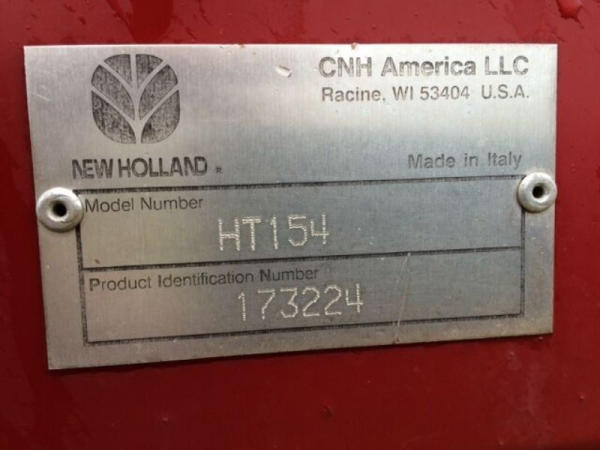 CNH America LLC
Racine, WI 53404 U.S.A.
NEW HOLLAND ®
Made in Italy
Model Number
HT154
Product Identification Number
173224